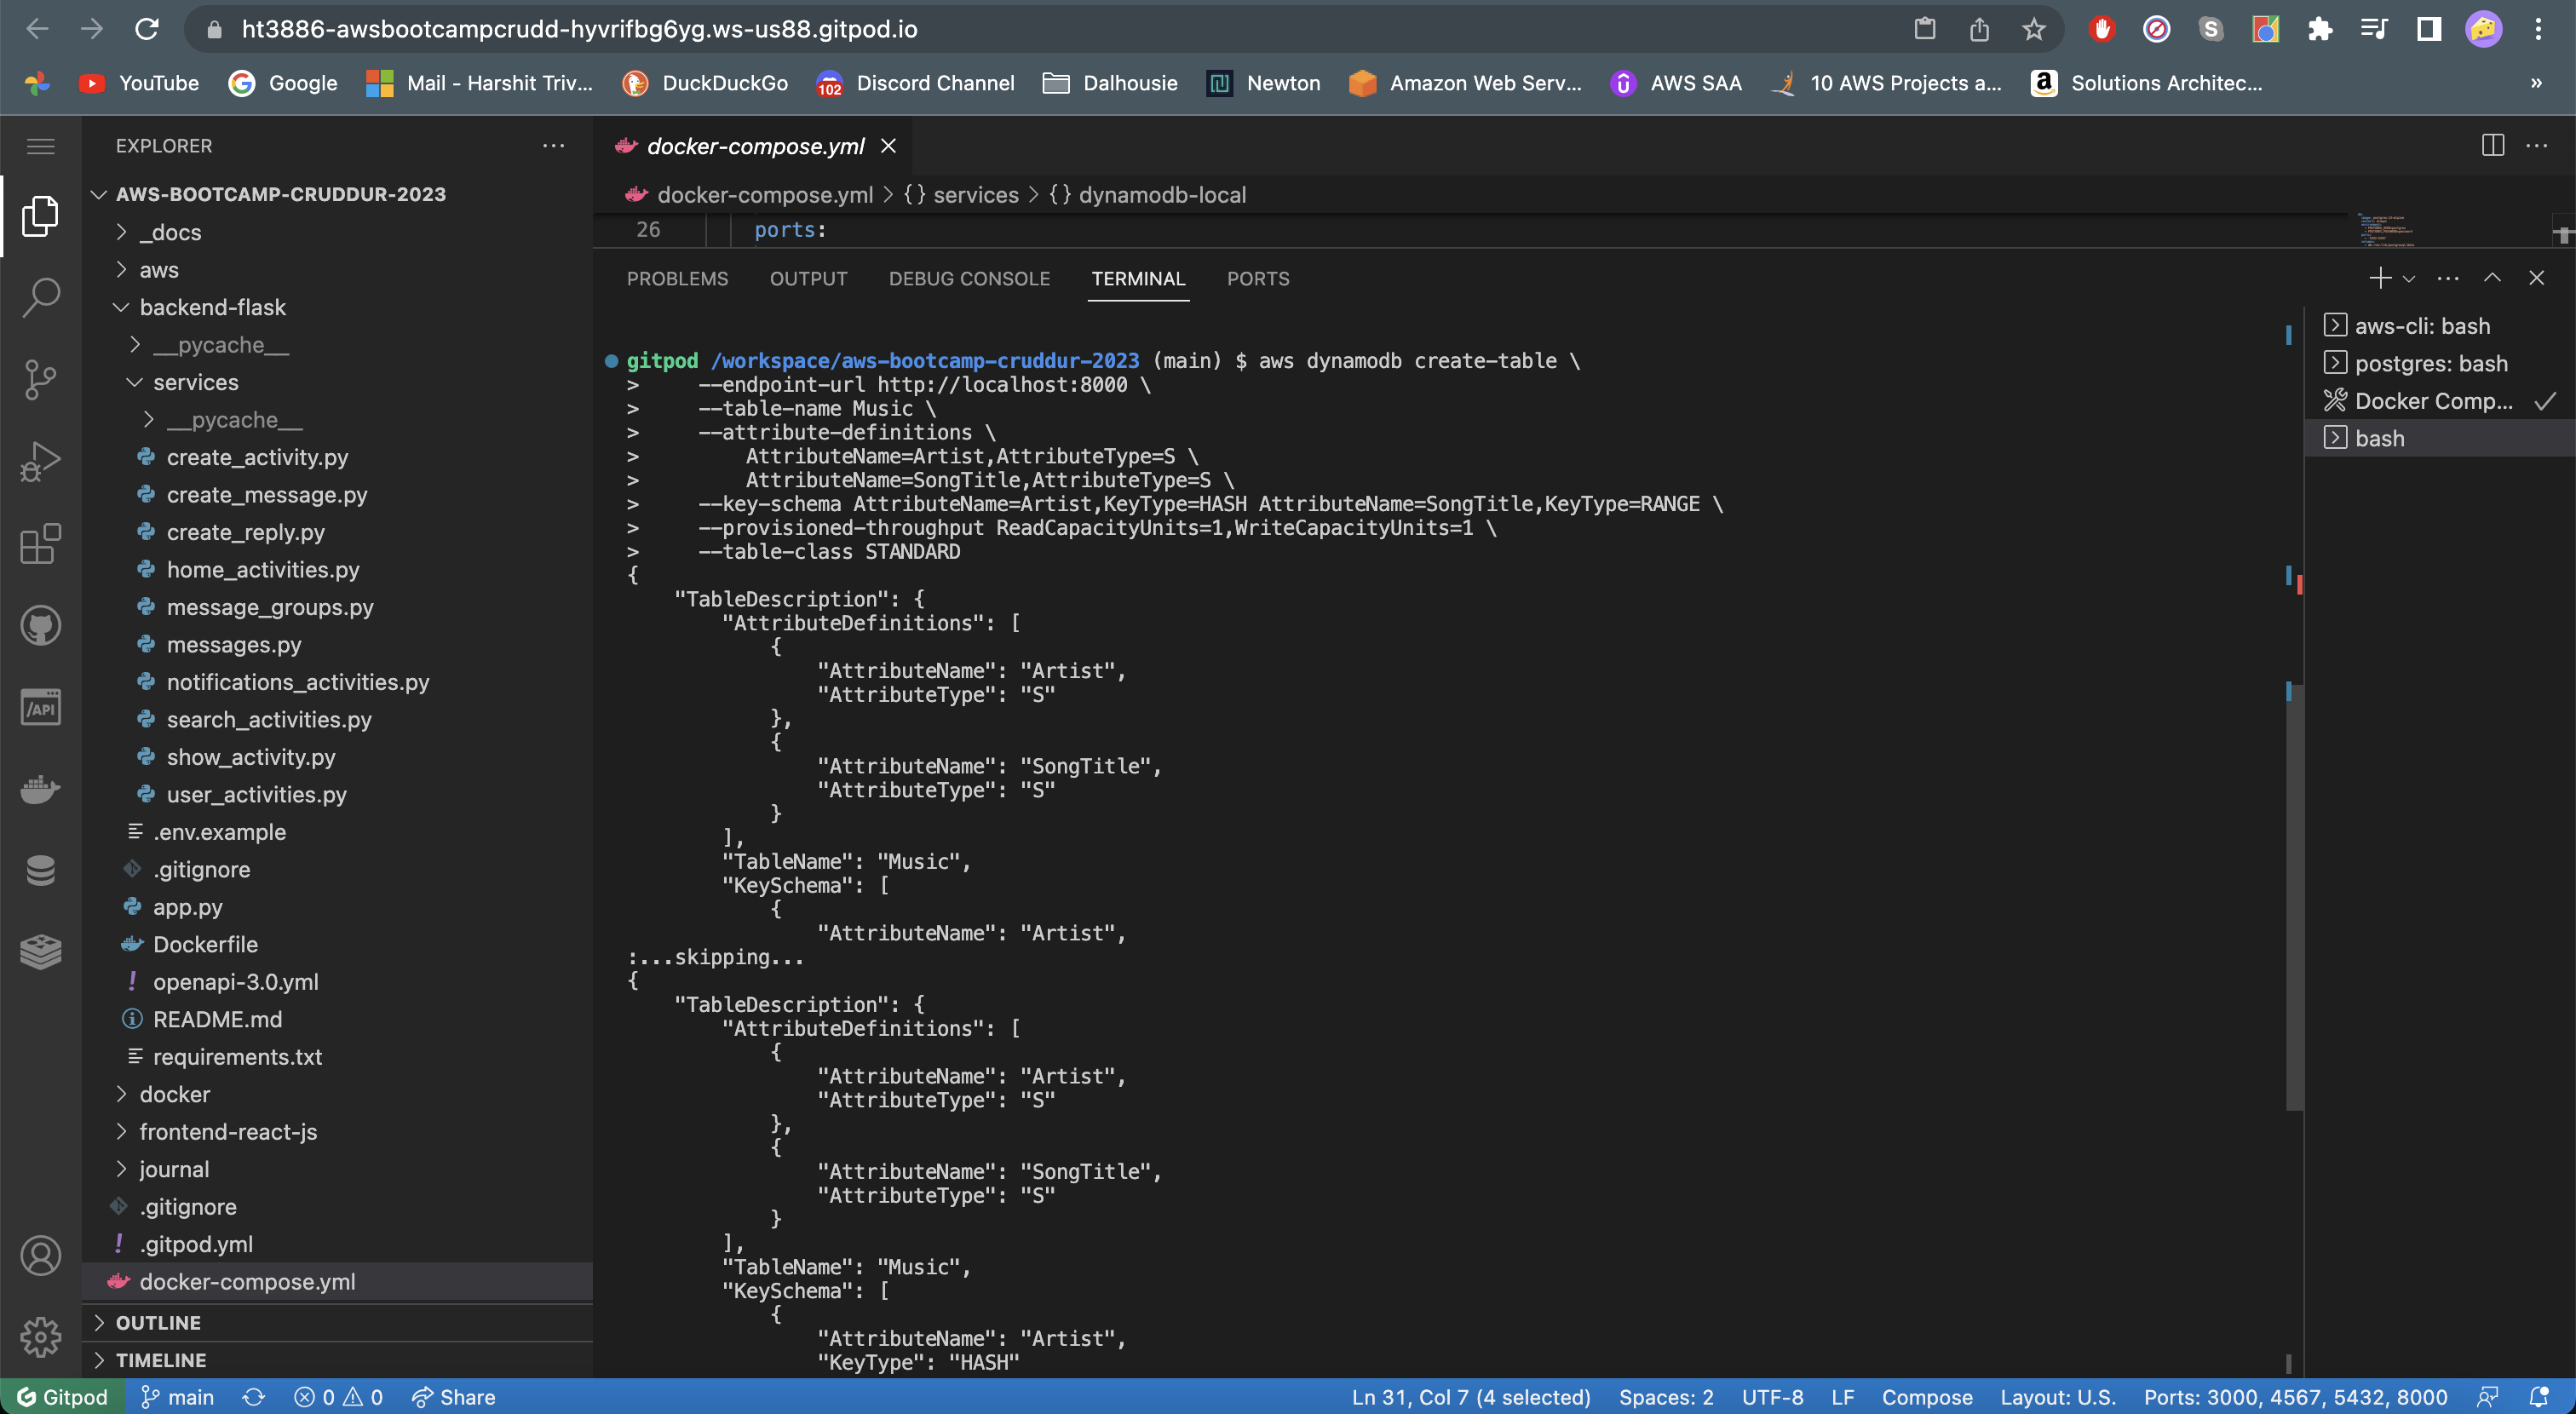 ht3886-awsbootcampcrudd-hyvrifbg6yg.ws-us88.gitpod.io
YouTube
Google
Mail - Harshit Triv...
DuckDuckGo
102
Discord Channel
Dalhousie
Newton
Amazon Web Serv...
AWS SAA
10 AWS Projects a...
Solutions Architec...
»
EXPLORER
AWS-BOOTCAMP-CRUDDUR-2023
_docs
aws
backend-flask
__pycache__
services
__pycache__
create_activity.py
create_message.py
create_reply.py
home_activities.py
message_groups.py
messages.py
notifications_activities.py
search_activities.py
show_activity.py
user_activities.py
.env.example
.gitignore
app.py
Dockerfile
openapi-3.0.yml
README.md
requirements.txt
docker
frontend-react-js
journal
.gitignore
.gitpod.yml
docker-compose.yml
OUTLINE
TIMELINE
/API
docker-compose.yml
docker-compose.yml > {} services > {} dynamodb-local
26 ports:
PROBLEMS OUTPUT DEBUG CONSOLE TERMINAL PORTS
gitpod /workspace/aws-bootcamp-cruddur-2023 (main) $ aws dynamodb create-table \
> --endpoint-url http://localhost:8000 \
> --table-name Music \
> --attribute-definitions \
> AttributeName=Artist,AttributeType=S \
> AttributeName=SongTitle,AttributeType=S \
> --key-schema AttributeName=Artist,KeyType=HASH AttributeName=SongTitle,KeyType=RANGE \
> --provisioned-throughput ReadCapacityUnits=1,WriteCapacityUnits=1 \
> --table-class STANDARD
{
"TableDescription": {
"AttributeDefinitions": [
{
"AttributeName": "Artist",
"AttributeType": "S"
},
{
"AttributeName": "SongTitle",
"AttributeType": "S"
}
],
"TableName": "Music",
"KeySchema": [
{
"AttributeName": "Artist",
:...skipping...
{
"TableDescription": {
"AttributeDefinitions": [
{
"AttributeName": "Artist",
"AttributeType": "S"
},
{
"AttributeName": "SongTitle",
"AttributeType": "S"
}
],
"TableName": "Music",
"KeySchema": [
{
"AttributeName": "Artist",
"KeyType": "HASH"
aws-cli: bash
postgres: bash
Docker Comp...
bash
Gitpod main 0 0 Share
Ln 31, Col 7 (4 selected) Spaces: 2 UTF-8 LF Compose Layout: U.S. Ports: 3000, 4567, 5432, 8000